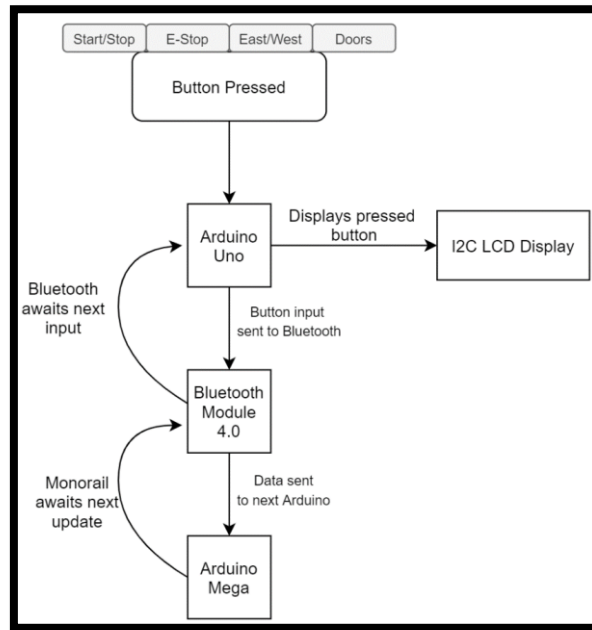 Start/Stop E-Stop East/West Doors
Button Pressed
Arduino
Uno
Displays pressed
button
I2C LCD Display
Bluetooth
awaits next
input
Button input
sent to Bluetooth
Bluetooth
Module
4.0
Monorail
awaits next
update
Data sent
to next Arduino
Arduino
Mega